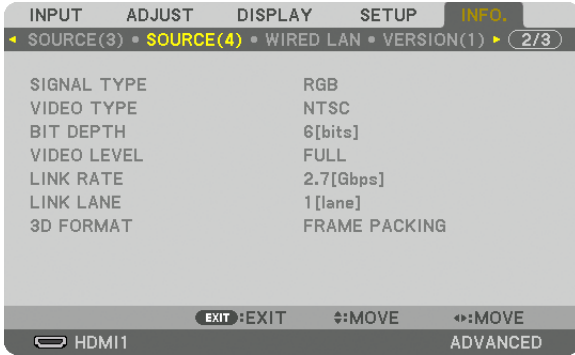 INPUT ADJUST DISPLAY SETUP INFO.
◂ SOURCE(3) • SOURCE(4) • WIRED LAN • VERSION(1) ▸ 2/3
SIGNAL TYPE RGB
VIDEO TYPE NTSC
BIT DEPTH 6[bits]
VIDEO LEVEL FULL
LINK RATE 2.7[Gbps]
LINK LANE 1[lane]
3D FORMAT FRAME PACKING
EXIT:EXIT ♦:MOVE ◂▸:MOVE
HDMI1 ADVANCED